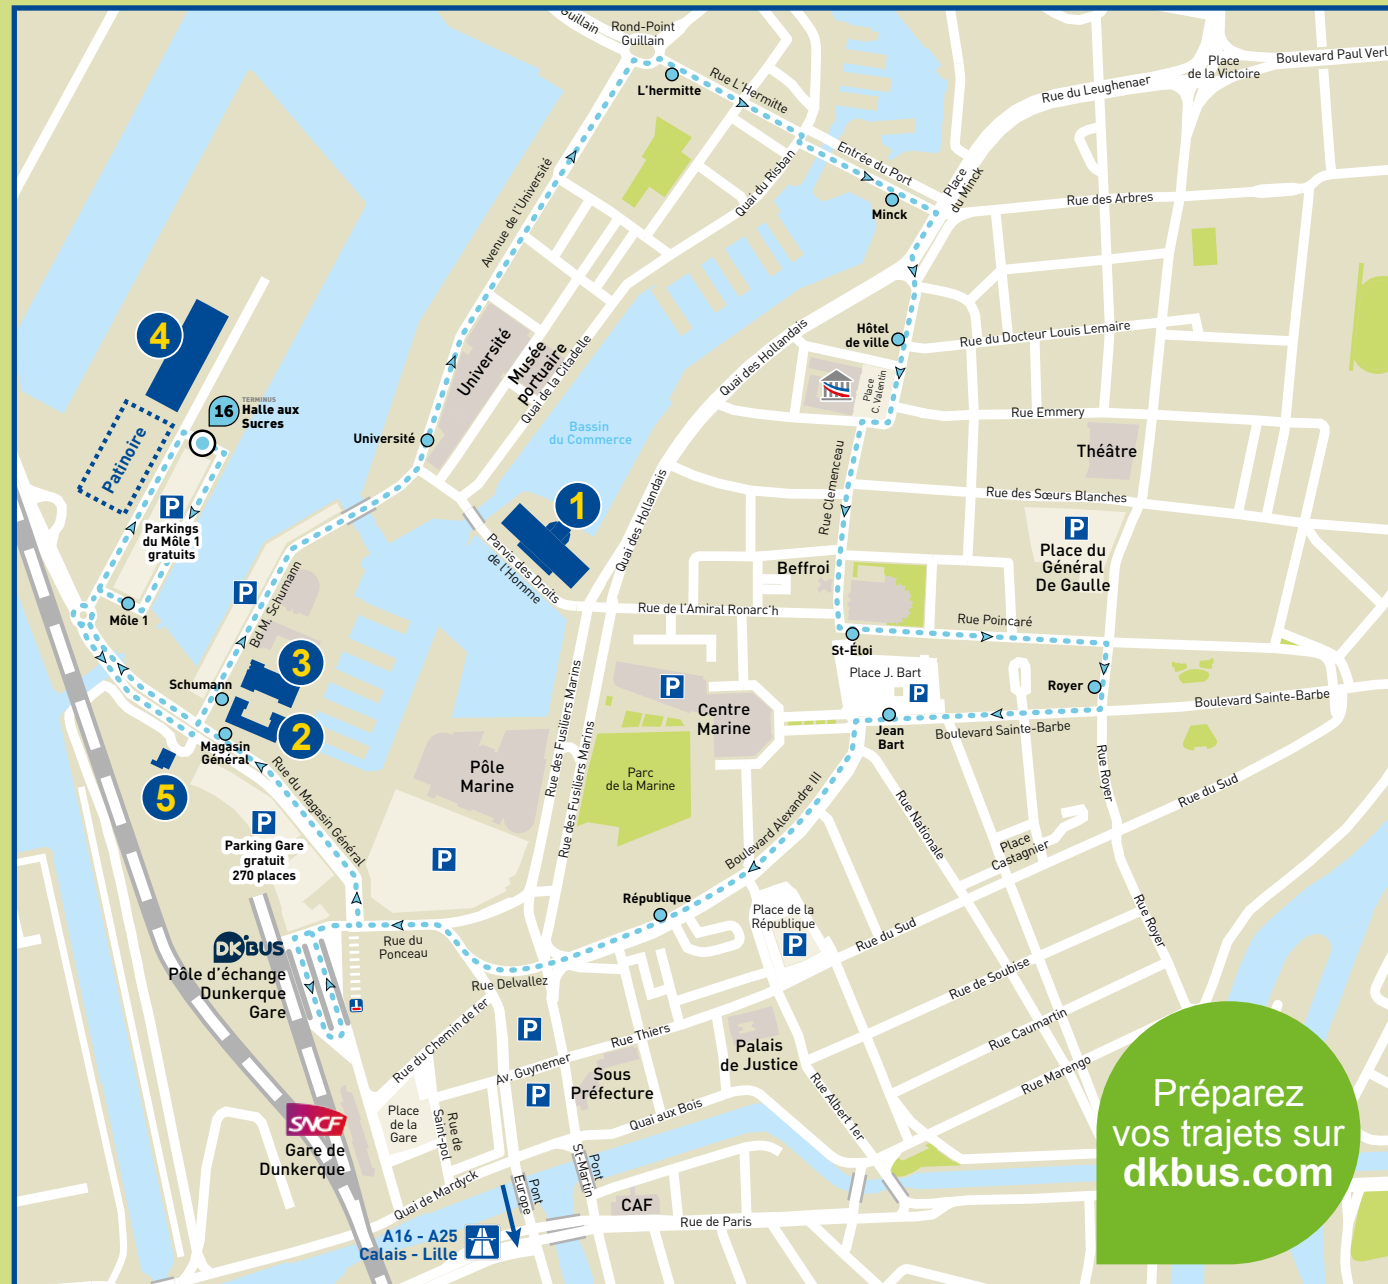 Guillain
Rond-Point
Guillain
L'hermitte
Rue L'Hermitte
Place
de la Victoire
Boulevard Paul Verl
Rue du Leughenaer
Entrée du Port
Minck
Place
du Minck
Rue des Arbres
Quai du Risban
Avenue de l'Université
4
TERMINUS
16
Halle aux
Sucres
Patinoire
Université
Musée
portuaire
Quai de la Citadelle
Université
Bassin
du Commerce
Quai des Hollandais
Hôtel
de ville
Place
C. Valentin
Rue du Docteur Louis Lemaire
Rue Emmery
Théâtre
Rue des Sœurs Blanches
Rue Clemenceau
Quai des Hollandais
P
Parkings
du Môle 1
gratuits
1
Parvis des Droits
de l'Homme
P
Place du
Général
De Gaulle
Beffroi
Rue de l'Amiral Ronarc'h
Rue Poincaré
St-Éloi
Môle 1
P
Bd M. Schumann
3
Schumann
2
Magasin
Général
5
Place J. Bart
P
Royer
Boulevard Sainte-Barbe
Boulevard Sainte-Barbe
Jean
Bart
P
Centre
Marine
Parc
de la Marine
Rue des Fusiliers Marins
Rue des Fusiliers Marins
Pôle
Marine
P
Rue du Magasin Général
P
Parking Gare
gratuit
270 places
Boulevard Alexandre III
Rue Nationale
Rue Royer
Rue du Sud
Place
Castagnier
République
Place de la
République
P
Rue du Sud
Rue Royer
DK'BUS
Pôle d'échange
Dunkerque
Gare
Rue du
Ponceau
Rue Delvallez
Rue du Chemin de fer
P
Rue Thiers
Av. Guynemer
P
Sous
Préfecture
Palais
de Justice
Rue de Soubise
Rue Caumartin
Rue Marengo
Rue Albert 1er
Quai aux Bois
SNCF
Gare de
Dunkerque
Place
de la
Gare
Rue de
Saint-pol
Quai de Mardyck
Pont
Europe
Pont
St-Martin
CAF
Rue de Paris
A16 - A25
Calais - Lille
Préparez
vos trajets sur
dkbus.com